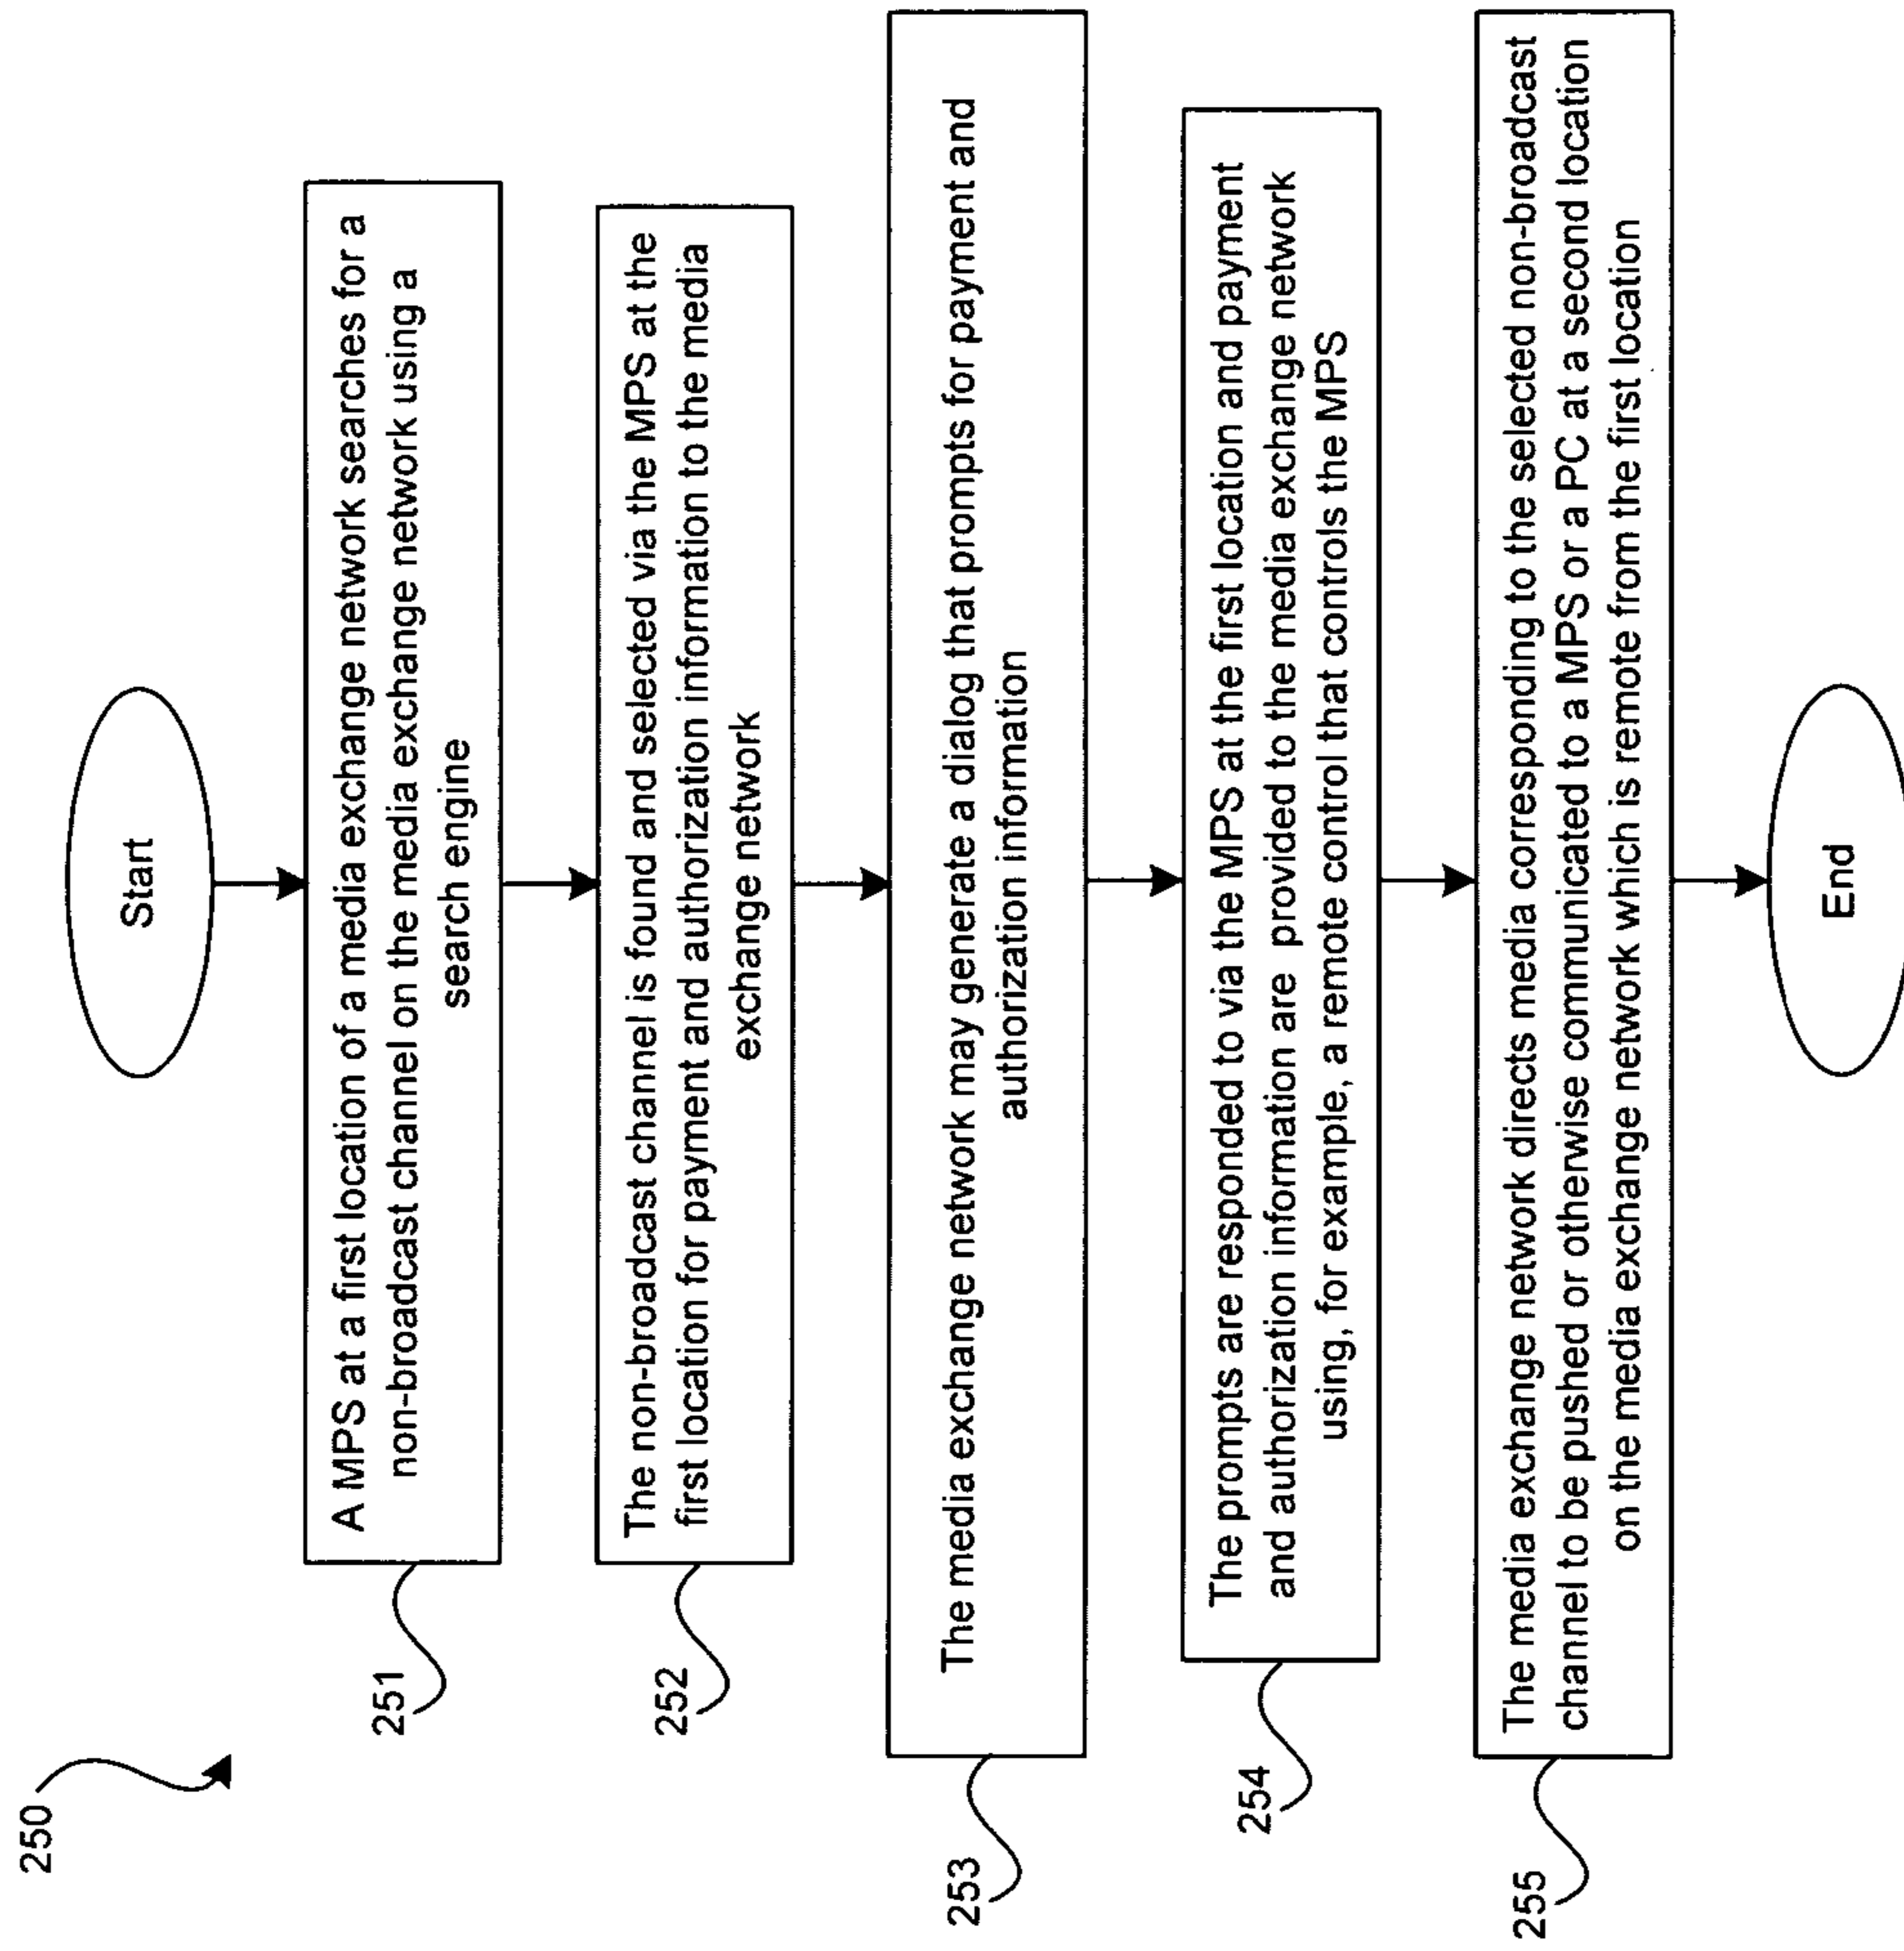 250
Start
251
A MPS at a first location of a media exchange network searches for a
non-broadcast channel on the media exchange network using a
search engine
252
The non-broadcast channel is found and selected via the MPS at the
first location for payment and authorization information to the media
exchange network
253
The media exchange network may generate a dialog that prompts for payment and
authorization information
254
The prompts are responded to via the MPS at the first location and payment
and authorization information are provided to the media exchange network
using, for example, a remote control that controls the MPS
255
The media exchange network directs media corresponding to the selected non-broadcast
channel to be pushed or otherwise communicated to a MPS or a PC at a second location
on the media exchange network which is remote from the first location
End